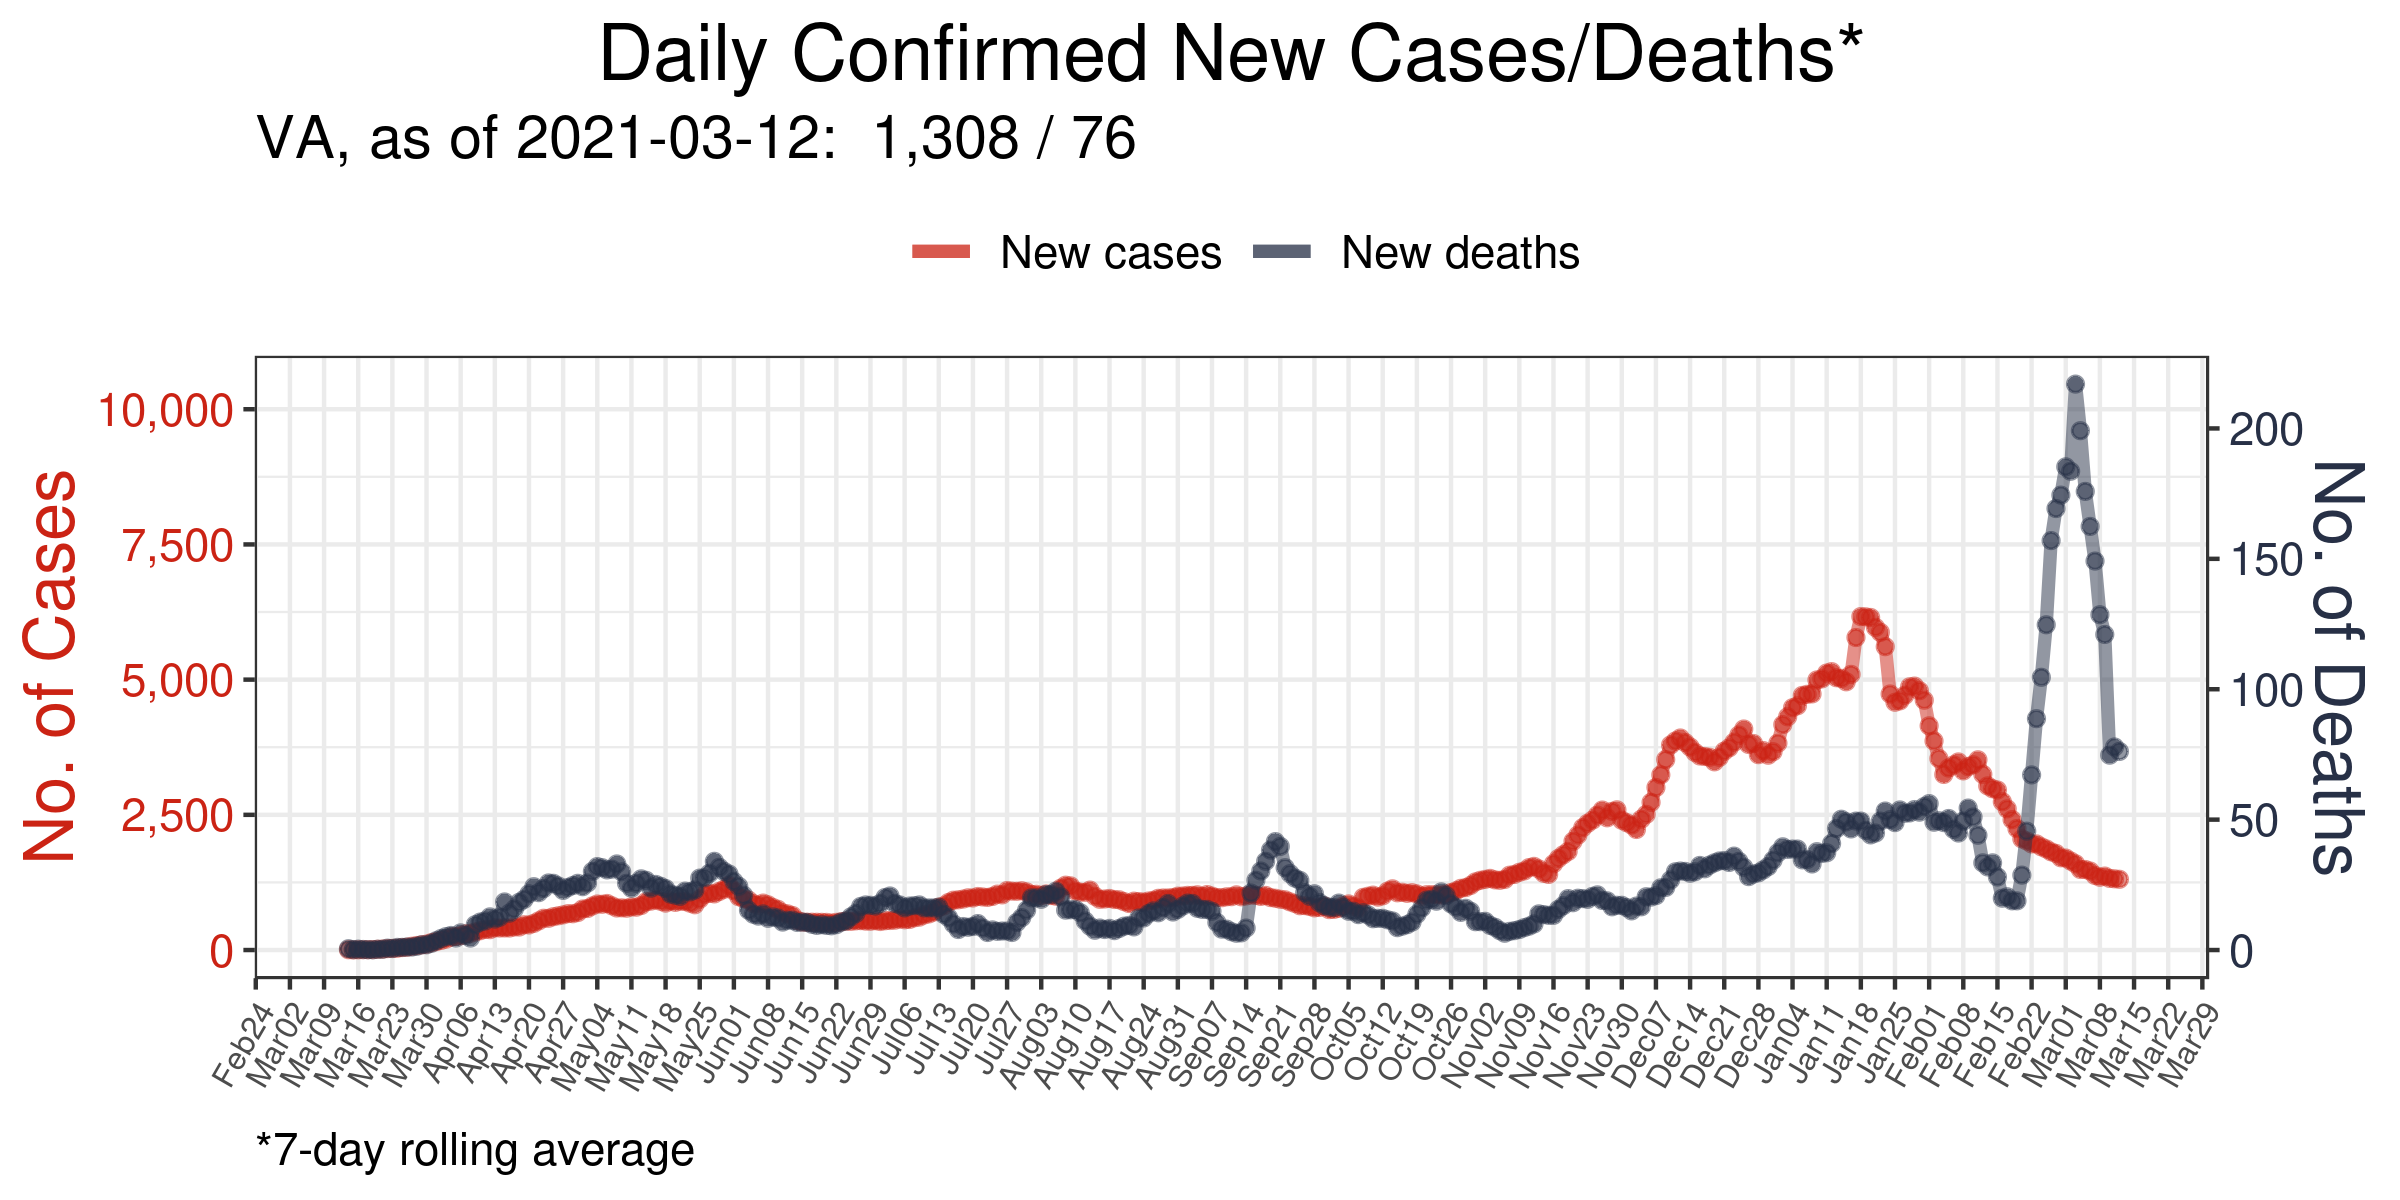 Daily Confirmed New Cases/Deaths*
VA, as of 2021-03-12:  1,308 / 76
New cases
New deaths
No. of Cases
10,000
7,500
5,000
2,500
0
200
150
100
50
0
No. of Deaths
Feb24
Mar02
Mar09
Mar16
Mar23
Mar30
Apr06
Apr13
Apr20
Apr27
May04
May11
May18
May25
Jun01
Jun08
Jun15
Jun22
Jun29
Jul06
Jul13
Jul20
Jul27
Aug03
Aug10
Aug17
Aug24
Aug31
Sep07
Sep14
Sep21
Sep28
Oct05
Oct12
Oct19
Oct26
Nov02
Nov09
Nov16
Nov23
Nov30
Dec07
Dec14
Dec21
Dec28
Jan04
Jan11
Jan18
Jan25
Feb01
Feb08
Feb15
Feb22
Mar01
Mar08
Mar15
Mar22
Mar29
*7-day rolling average